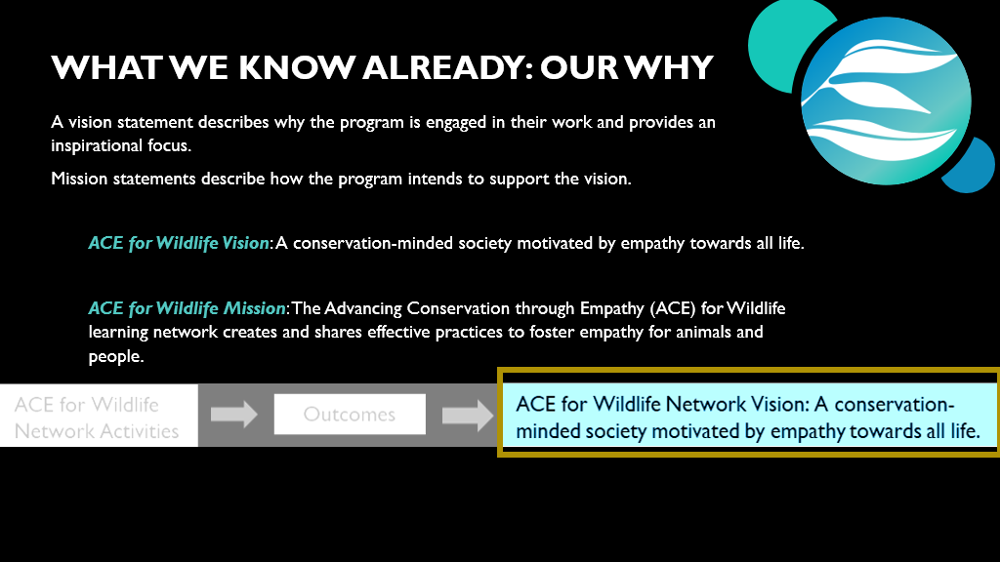 WHAT WE KNOW ALREADY: OUR WHY
A vision statement describes why the program is engaged in their work and provides an
inspirational focus.
Mission statements describe how the program intends to support the vision.
ACE for Wildlife Vision: A conservation-minded society motivated by empathy towards all life.
ACE for Wildlife Mission: The Advancing Conservation through Empathy (ACE) for Wildlife
learning network creates and shares effective practices to foster empathy for animals and
people.
ACE for Wildlife
Network Activities
Outcomes
ACE for Wildlife Network Vision: A conservation-
minded society motivated by empathy towards all life.